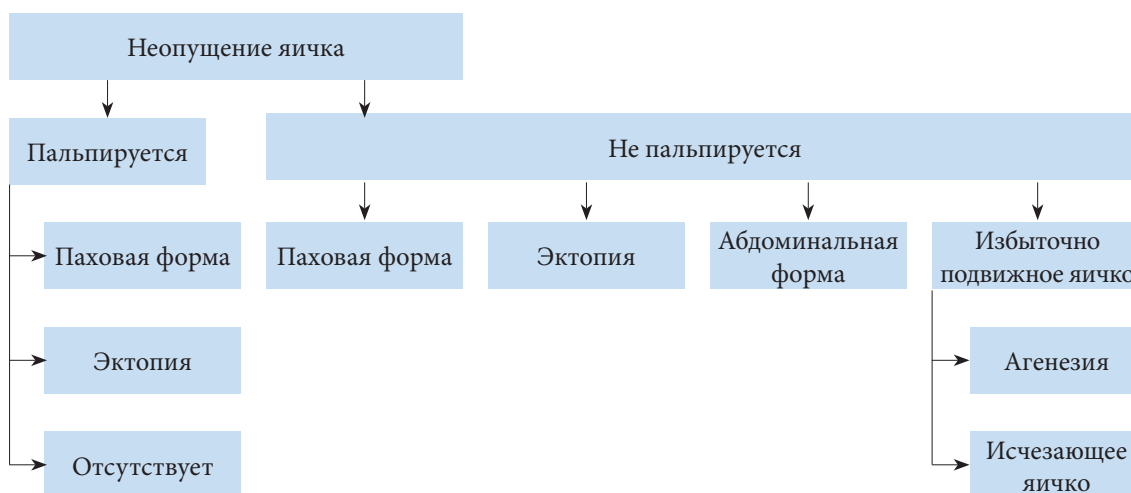 Неопущение яичка
Пальпируется
Не пальпируется
Паховая форма
Паховая форма
Эктопия
Абдоминальная
форма
Избыточно
подвижное яичко
Эктопия
Агенезия
Отсутствует
Исчезающее
яичко